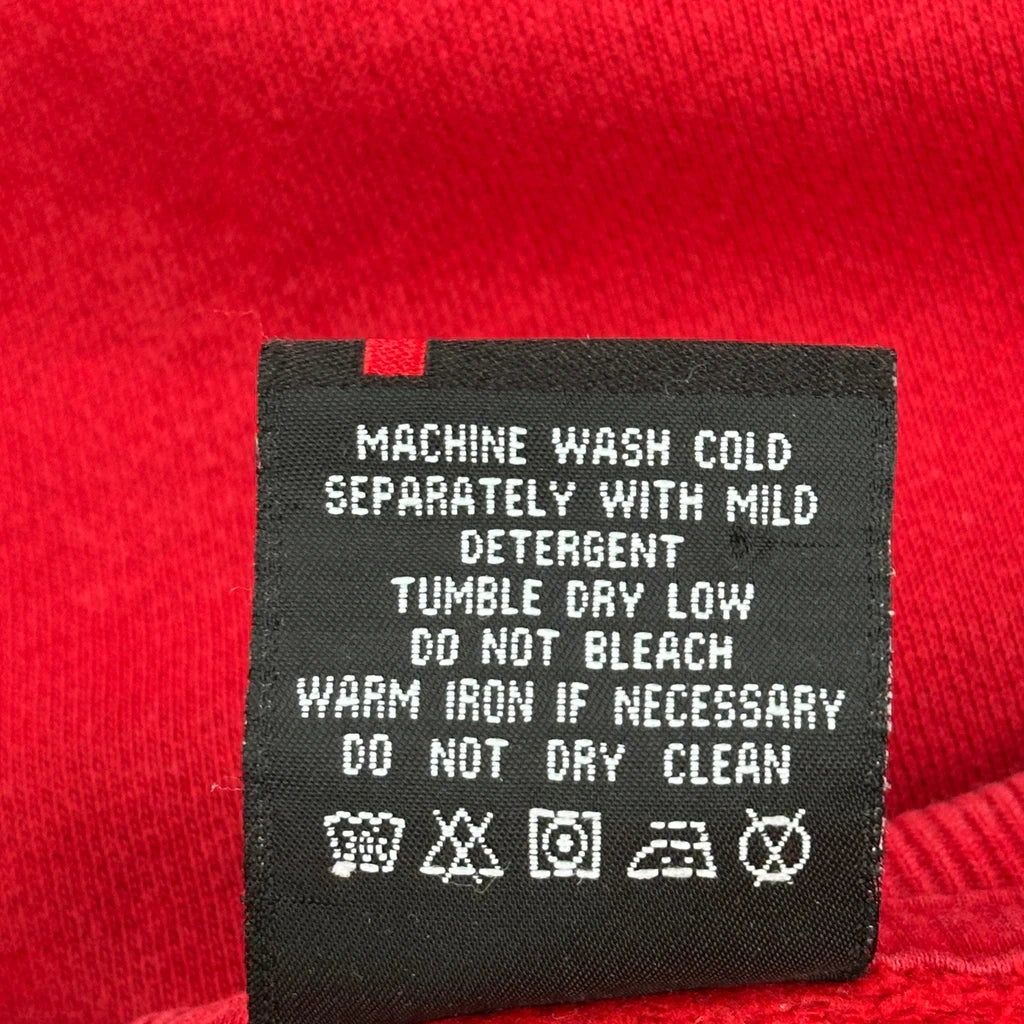 MACHINE WASH COLD
SEPARATELY WITH MILD
DETERGENT
TUMBLE DRY LOW
DO NOT BLEACH
WARM IRON IF NECESSARY
DO NOT DRY CLEAN